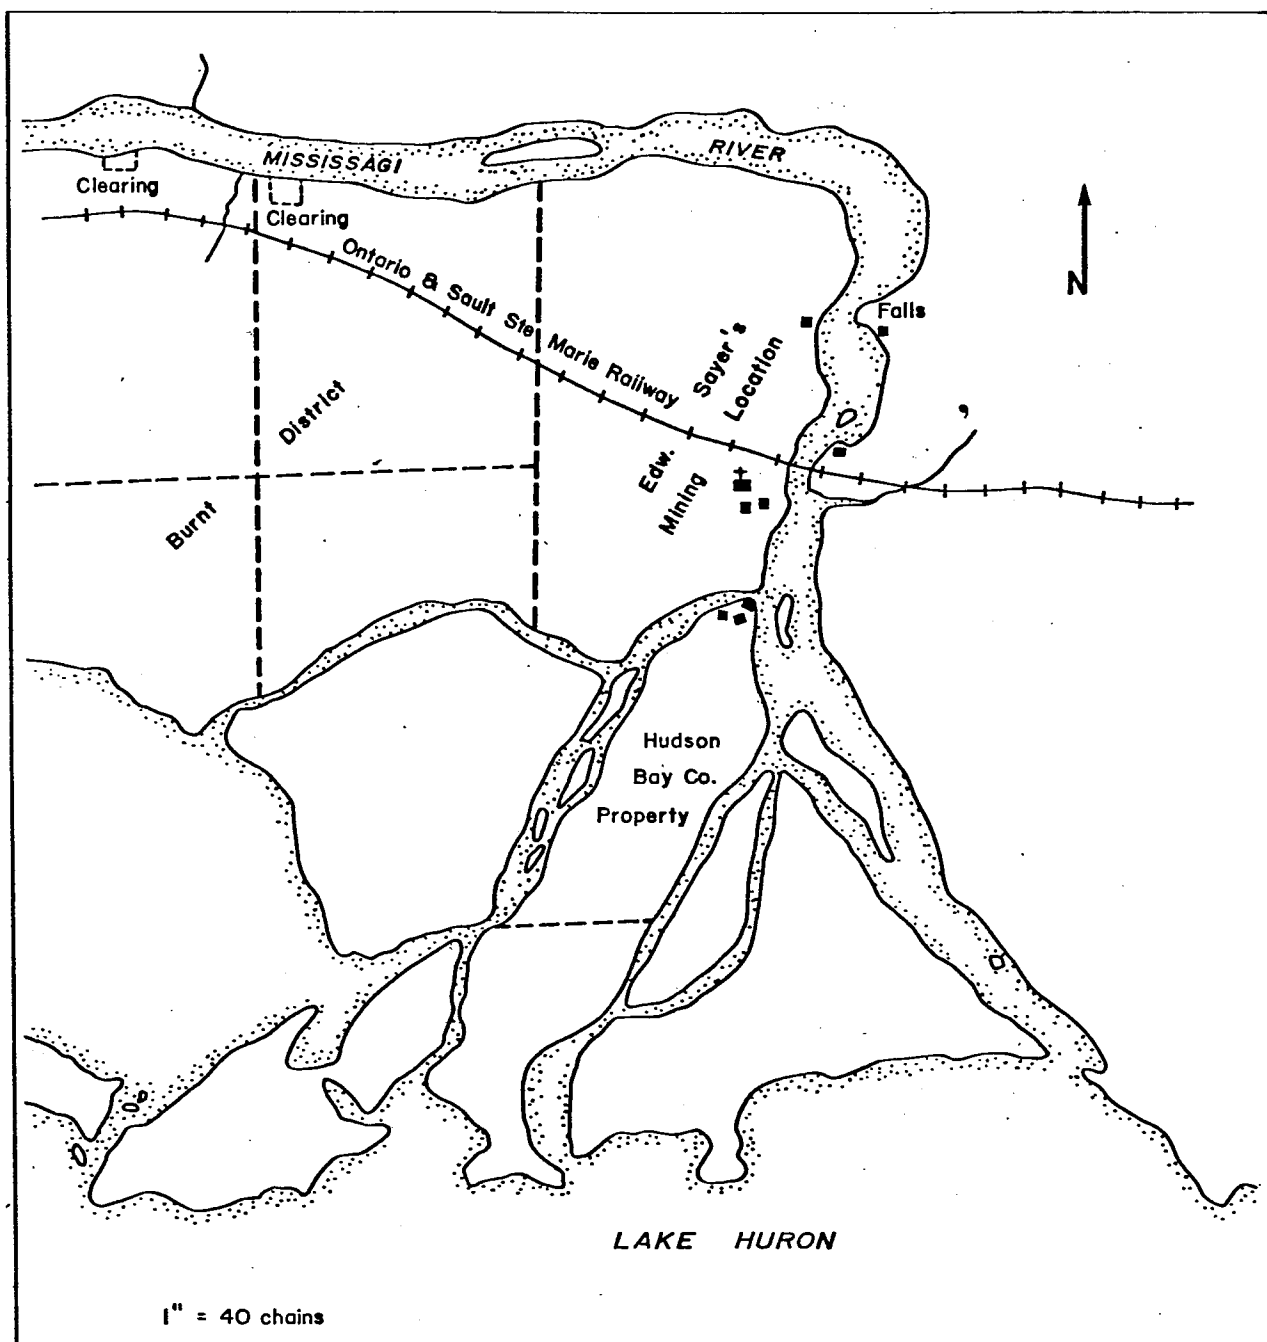 MISSISSAGI
RIVER
Clearing
Clearing
Ontario & Sault Ste Marie Railway
N
Falls
Sayer's
Location
District
Edw.
Mining
Burnt
Hudson
Bay Co.
Property
LAKE HURON
1" = 40 chains